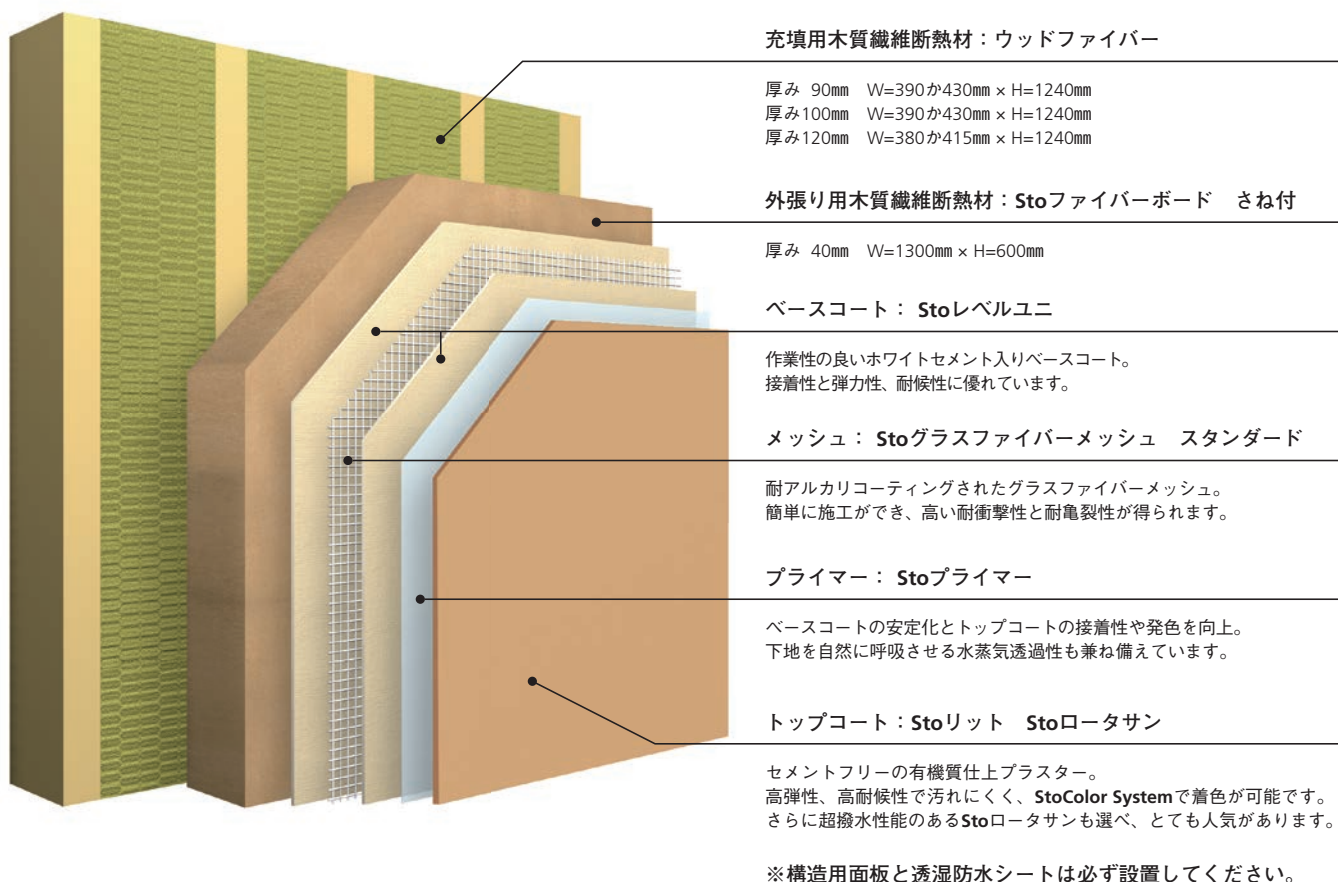 充填用木質繊維断熱材：ウッドファイバー
厚み 90㎜ W=390か430㎜ × H=1240㎜
厚み100㎜ W=390か430㎜ × H=1240㎜
厚み120㎜ W=380か415㎜ × H=1240㎜
外張り用木質繊維断熱材：Stoファイバーボード さね付
厚み 40㎜ W=1300㎜ × H=600㎜
ベースコート： Stoレベルユニ
作業性の良いホワイトセメント入りベースコート。
接着性と弾力性、耐候性に優れています。
メッシュ： Stoグラスファイバーメッシュ スタンダード
耐アルカリコーティングされたグラスファイバーメッシュ。
簡単に施工ができ、高い耐衝撃性と耐亀裂性が得られます。
プライマー： Stoプライマー
ベースコートの安定化とトップコートの接着性や発色を向上。
下地を自然に呼吸させる水蒸気透過性も兼ね備えています。
トップコート：Stoリット Stoロータサン
セメントフリーの有機質仕上プラスター。
高弾性、高耐候性で汚れにくく、StoColor Systemで着色が可能です。
さらに超撥水性能のあるStoロータサンも選べ、とても人気があります。
※構造用面板と透湿防水シートは必ず設置してください。